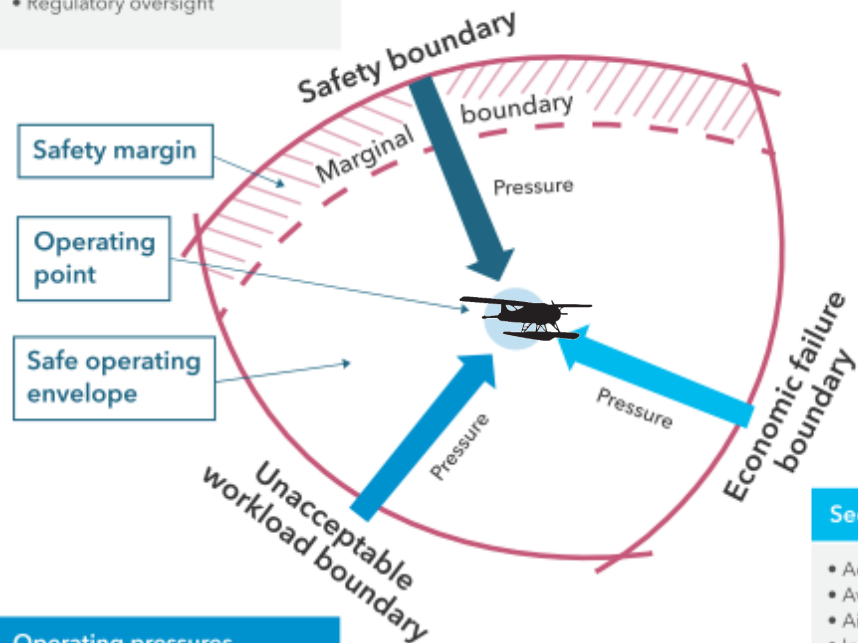 • Regulatory oversight
Safety boundary
Marginal boundary
Safety margin
Pressure
Operating
point
Safe operating
envelope
Pressure
Pressure
Economic failure
boundary
Unacceptable
workload boundary
Operating pressures